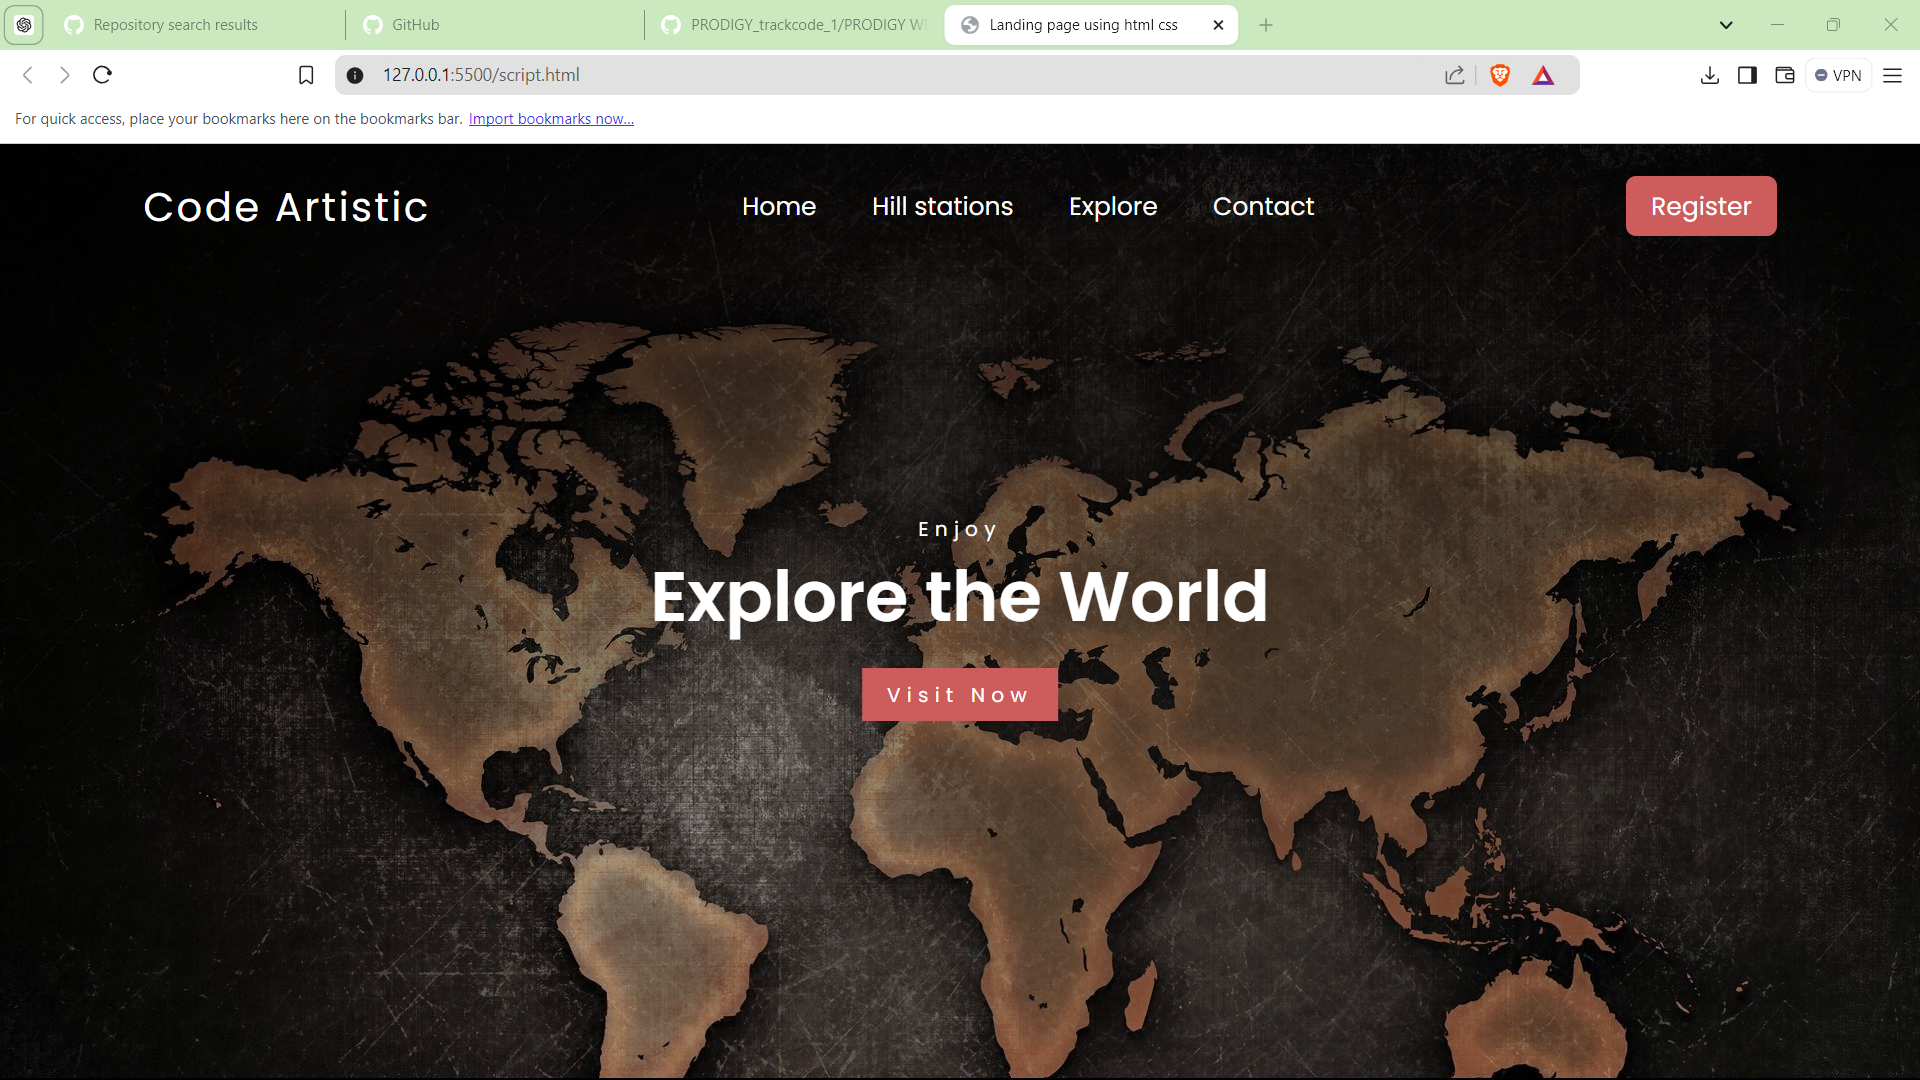 Repository search results
GitHub
PRODIGY_trackcode_1/PRODIGY
Landing page using html css
127.0.0.1:5500/script.html
VPN
For quick access, place your bookmarks here on the bookmarks bar. Import bookmarks now...
Code Artistic
Home
Hill stations
Explore
Contact
Register
Enjoy
Explore the World
Visit Now